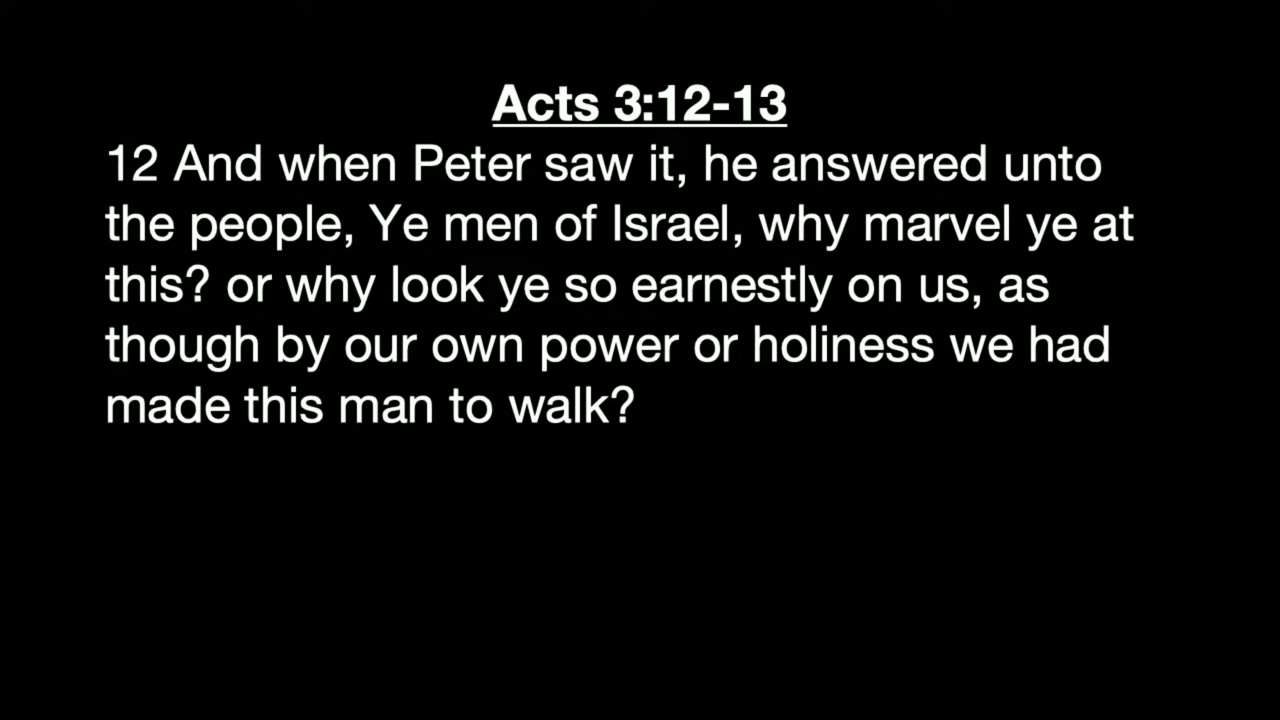 Acts 3:12-13
12 And when Peter saw it, he answered unto
the people, Ye men of Israel, why marvel ye at
this? or why look ye so earnestly on us, as
though by our own power or holiness we had
made this man to walk?